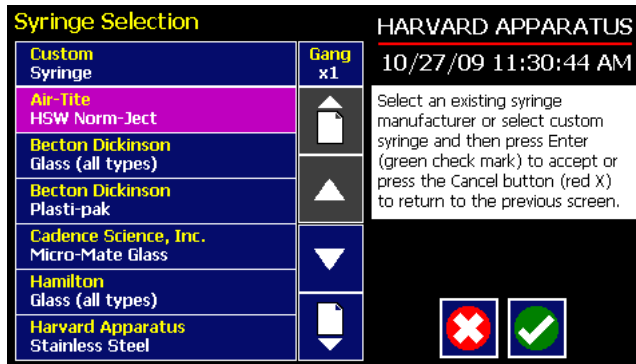 Syringe Selection
Custom
Syringe
Gang
x1
Air-Tite
HSW Norm-Ject
Becton Dickinson
Glass (all types)
Becton Dickinson
Plasti-pak
Cadence Science, Inc.
Micro-Mate Glass
Hamilton
Glass (all types)
Harvard Apparatus
Stainless Steel
HARVARD APPARATUS
10/27/09 11:30:44 AM
Select an existing syringe
manufacturer or select custom
syringe and then press Enter
(green check mark) to accept or
press the Cancel button (red X)
to return to the previous screen.